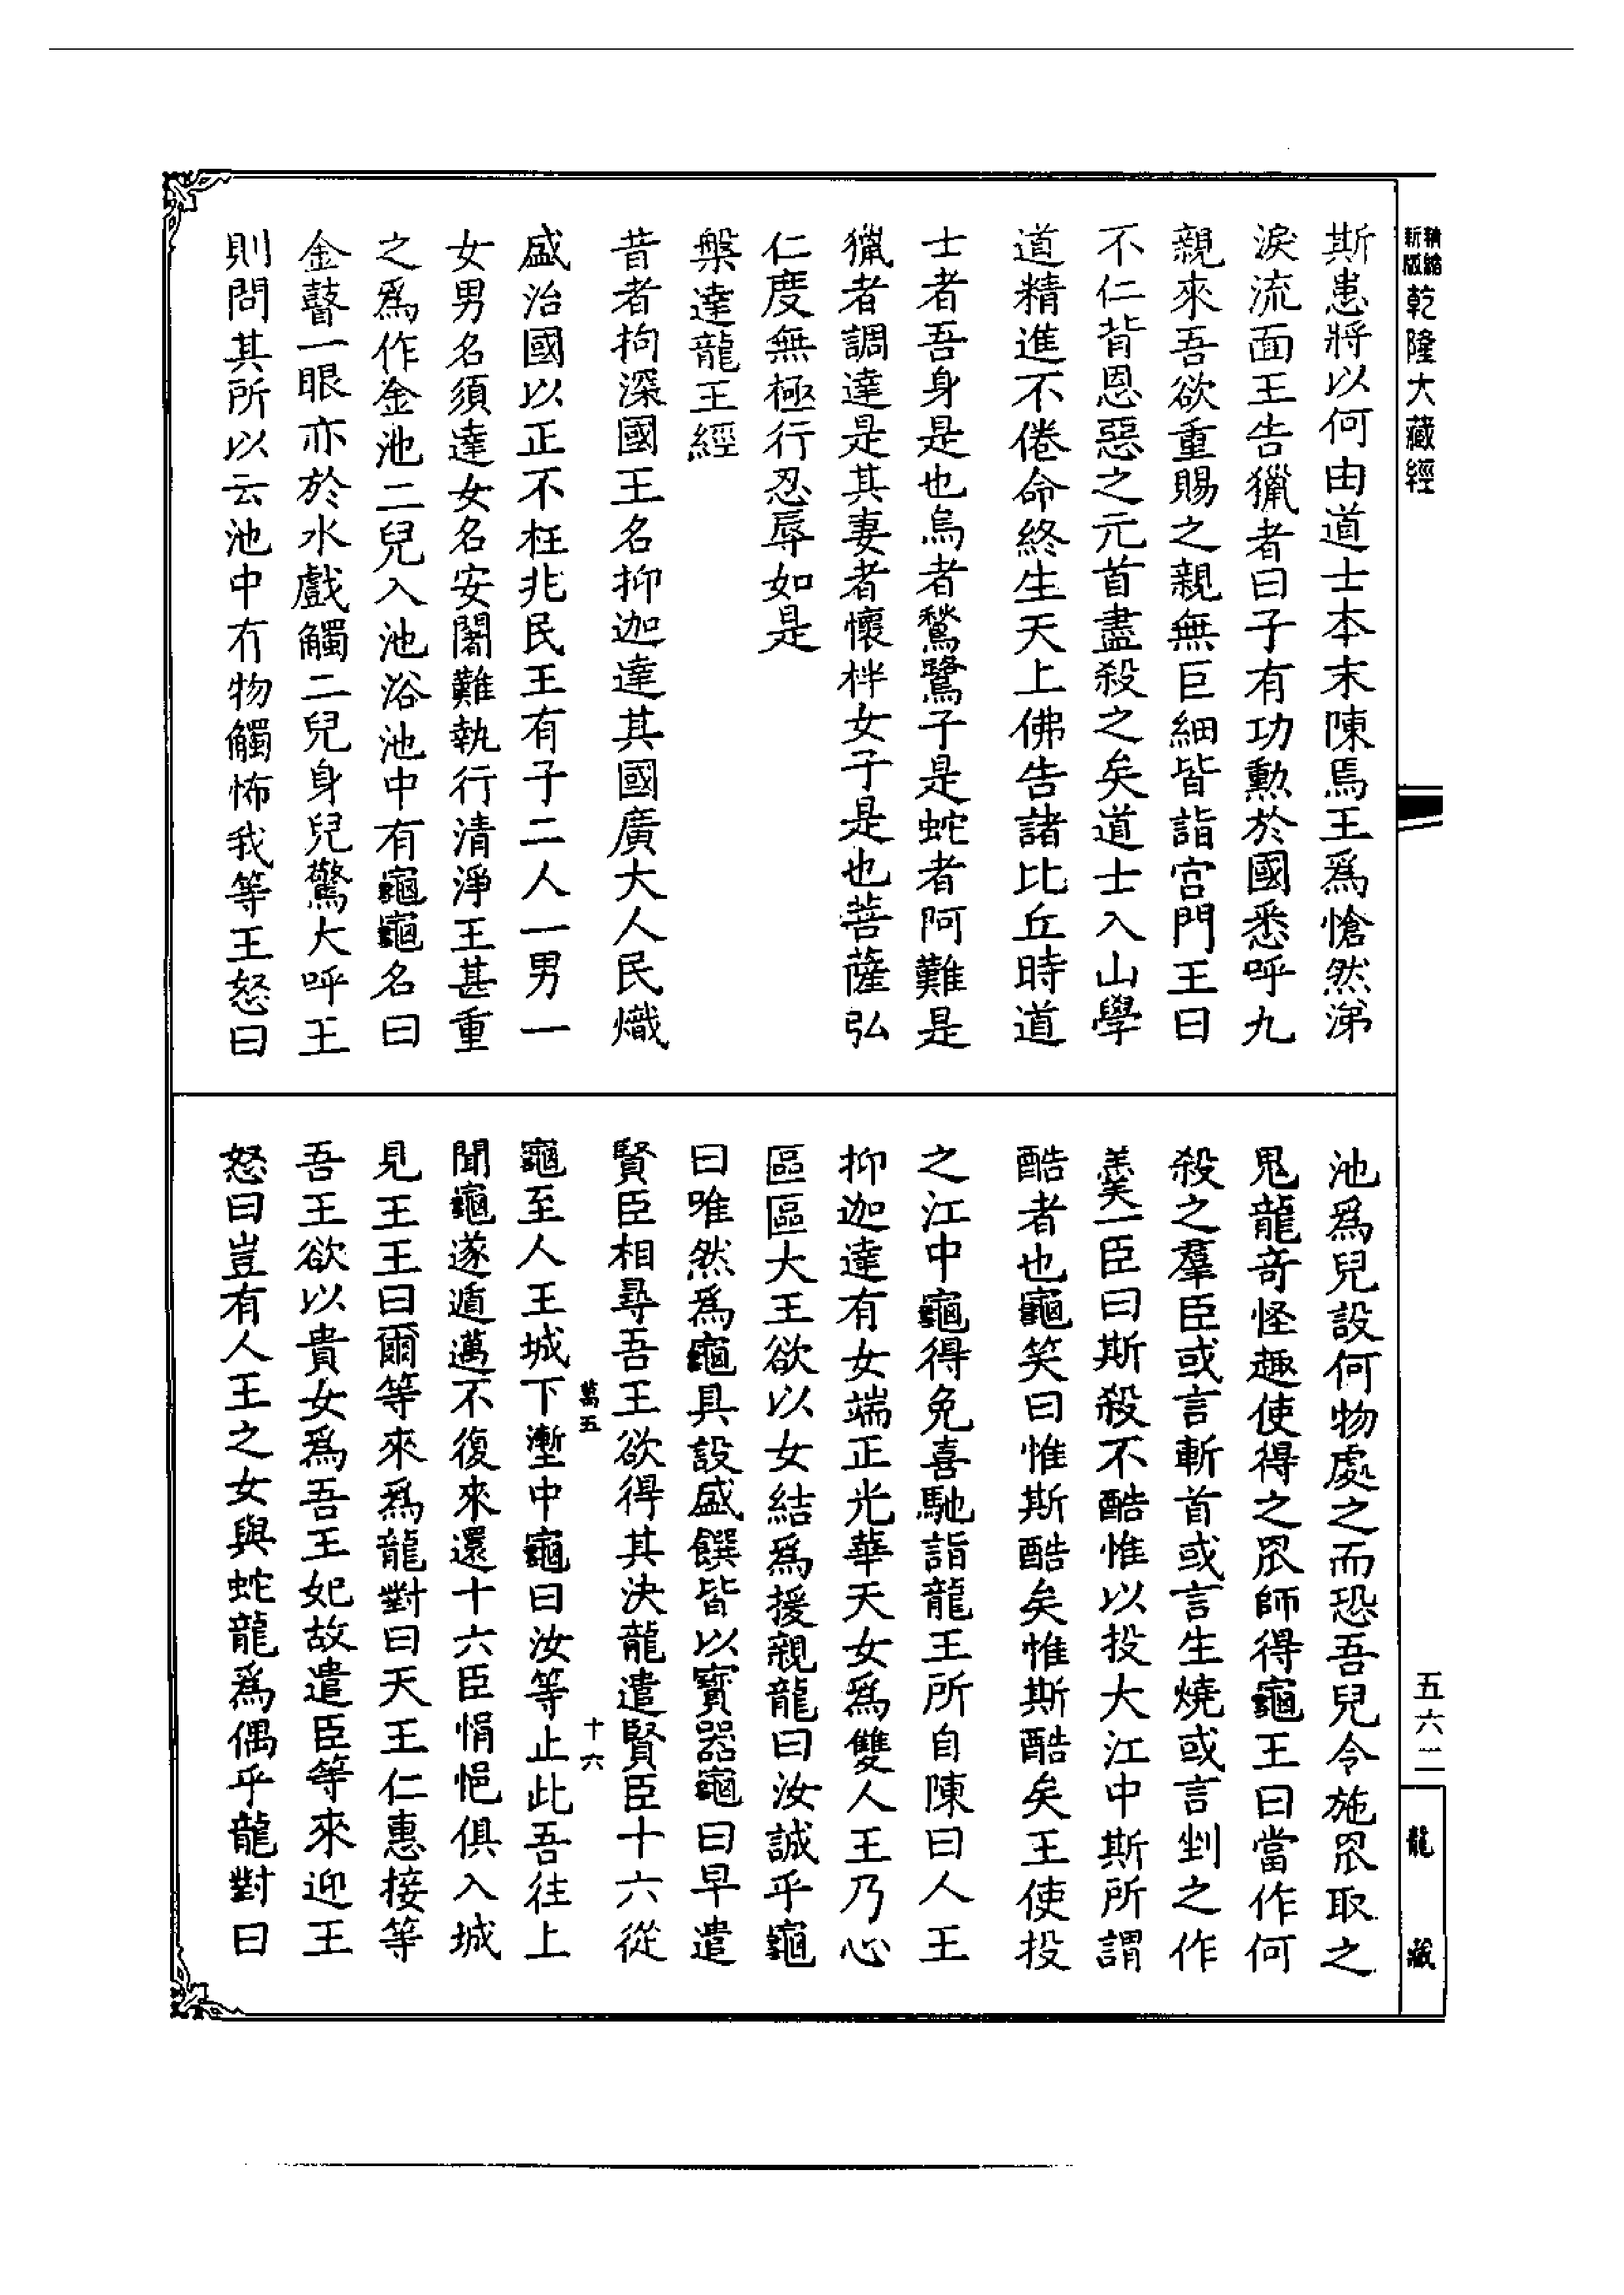 新版
精縮
乾隆大藏經
斯患將以何由道士本末陳焉王爲愴然涕
淚流面王告獵者曰子有功勲於國悉呼九
親來吾欲重賜之親無巨細皆詣宫門王曰
不仁背恩惡之元首盡殺之矣道士入山學
道精進不倦命終生天上佛告諸比丘時道
士者吾身是也烏者鶖鷺子是蛇者阿難是
獵者調達是其妻者懷枰女子是也菩薩弘
仁度無極行忍辱如是
槃達龍王經
昔者拘深國王名抑迦達其國廣大人民熾
盛治國以正不枉兆民王有子二人一男一
女男名須達女名安闍難執行清淨王甚重
之爲作金池二兒入池浴池中有龜龜名曰
金瞽一眼亦於水戲觸二兒身兒驚大呼王
則問其所以云池中有物觸怖我等王怒曰
池爲兒設何物處之而恐吾兒令施罛取之
鬼龍奇怪趣使得之罛師得龜王曰當作何
殺之羣臣或言斬首或言生燒或言剉之作
羹一臣曰斯殺不酷惟以投大江中斯所謂
酷者也龜笑曰惟斯酷矣惟斯酷矣王使投
之江中龜得免喜馳詣龍王所自陳曰人王
抑迦達有女端正光華天女爲雙人王乃心
區區大王欲以女結爲援親龍曰汝誠乎龜
曰唯然爲龜具設盛饌皆以寶器龜曰早遣
賢臣相尋吾王欲得其決龍遣賢臣十六從
萬五
十六
龜至人王城下塹中龜曰汝等止此吾往上
聞龜遂遁邁不復來還十六臣悁悒俱入城
見王王曰爾等來爲龍對曰天王仁惠接等
吾王欲以貴女爲吾王妃故遣臣等來迎王
怒曰豈有人王之女與蛇龍爲偶乎龍對曰
五六二
龍
藏